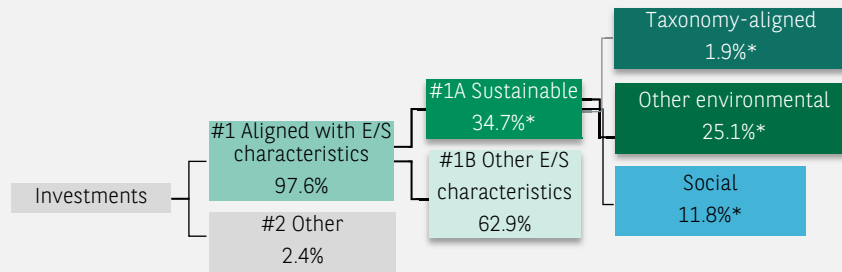 Investments
#1 Aligned with E/S
characteristics
97.6%
#2 Other
2.4%
#1A Sustainable
34.7%*
#1B Other E/S
characteristics
62.9%
Taxonomy-aligned
1.9%*
Other environmental
25.1%*
Social
11.8%*